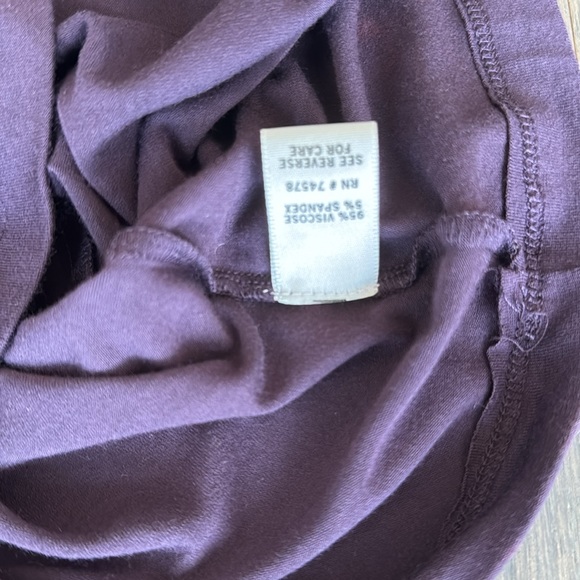 95% VISCOSE
5% SPANDEX
RN # 74578
SEE REVERSE
FOR CARE